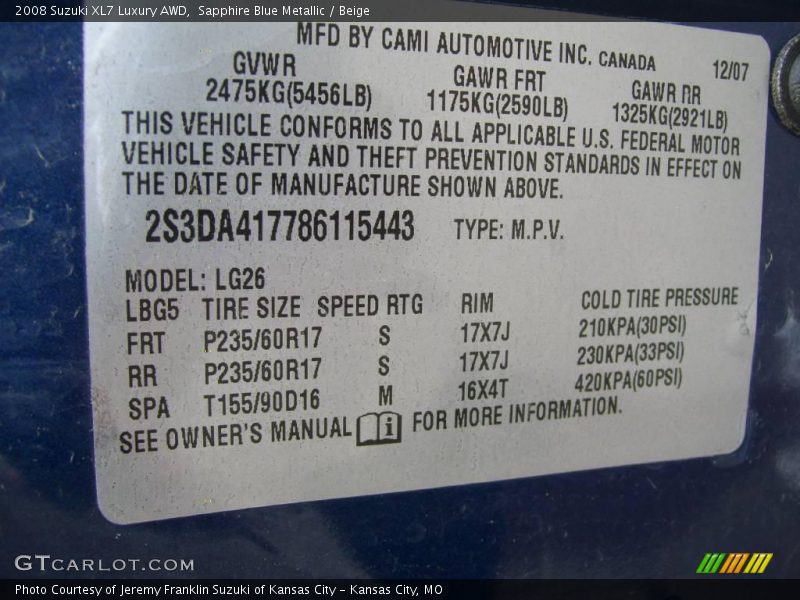 2008 Suzuki XL7 Luxury AWD,  Sapphire Blue Metallic / Beige
MFD BY CAMI AUTOMOTIVE INC. CANADA 12/07
GVWR GAWR FRT GAWR RR
2475KG(5456LB) 1175KG(2590LB) 1325KG(2921LB)
THIS VEHICLE CONFORMS TO ALL APPLICABLE U.S. FEDERAL MOTOR
VEHICLE SAFETY AND THEFT PREVENTION STANDARDS IN EFFECT ON
THE DATE OF MANUFACTURE SHOWN ABOVE.
2S3DA417786115443 TYPE: M.P.V.
MODEL: LG26
LBG5 TIRE SIZE SPEED RTG RIM COLD TIRE PRESSURE
FRT P235/60R17 S 17X7J 210KPA(30PSI)
RR P235/60R17 S 17X7J 230KPA(33PSI)
SPA T155/90D16 M 16X4T 420KPA(60PSI)
SEE OWNER'S MANUAL i FOR MORE INFORMATION.
GTCARLOT.COM
Photo Courtesy of Jeremy Franklin Suzuki of Kansas City – Kansas City, MO